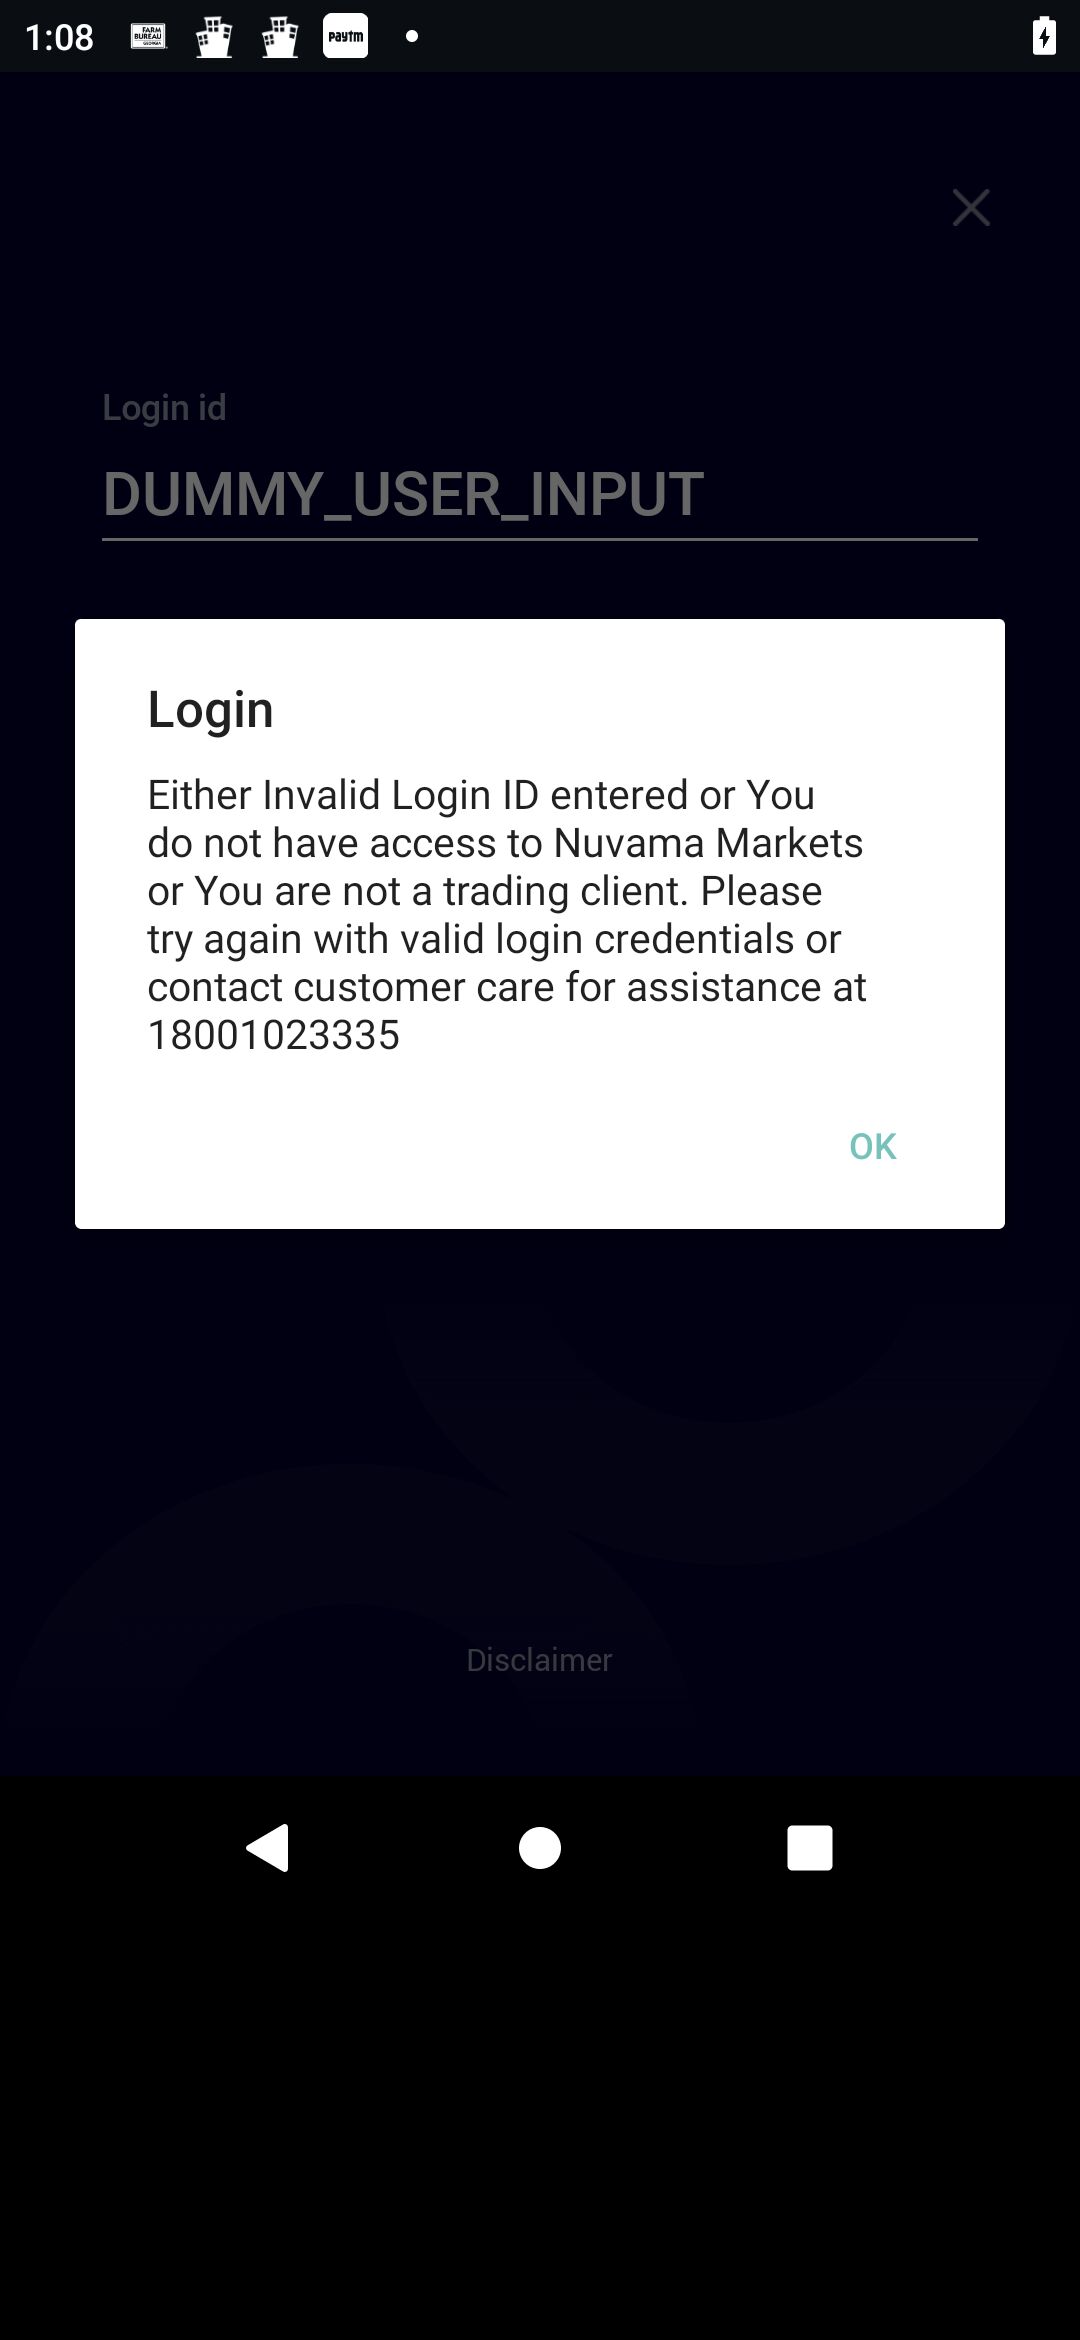 1:08
FARM
BUREAU
GEORGIA
paytm
Login id
DUMMY_USER_INPUT
Login
Either Invalid Login ID entered or You
do not have access to Nuvama Markets
or You are not a trading client. Please
try again with valid login credentials or
contact customer care for assistance at
18001023335
OK
Disclaimer